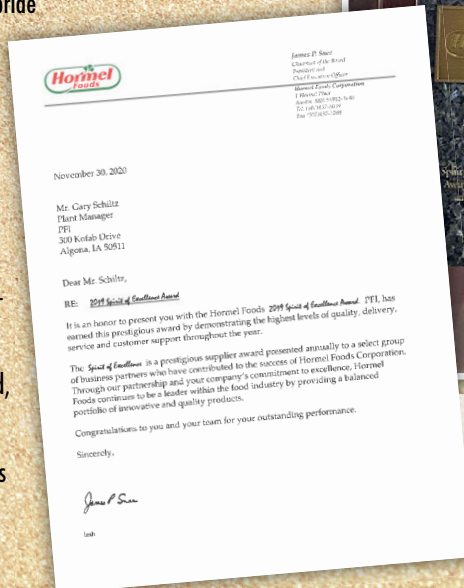 oride
Hormel
Foods
James P. Snee
Chairman of the Board
President and
Chief Executive Officer
Hormel Foods Corporation
1 Hormel Place
November 30, 2020
Mr. Gary Schiltz
Plant Manager
PFI
300 Kofab Drive
Algona, IA 50511
Dear Mr. Schiltz,
RE: 2019 Spirit of Excellence Award
It is an honor to present you with the Hormel Foods 2019 Spirit of Excellence Award. PFI, has
earned this prestigious award by demonstrating the highest levels of quality, delivery,
service and customer support throughout the year.
The Spirit of Excellence is a prestigious supplier award presented annually to a select group
of business partners who have contributed to the success of Hormel Foods Corporation.
Through our partnership and your company's commitment to excellence, Hormel
Foods continues to be a leader within the food industry by providing a balanced
portfolio of innovative and quality products.
Congratulations to you and your team for your outstanding performance.
Sincerely,
James P Snee
d,
s